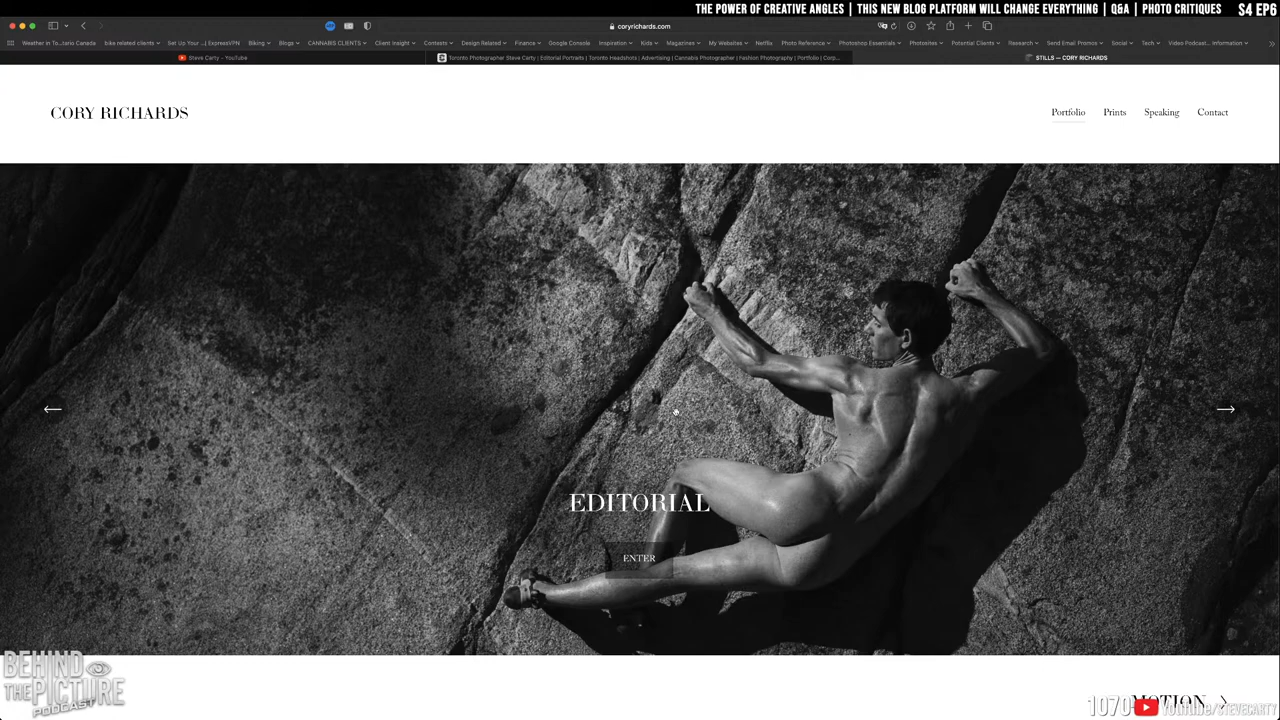 THE POWER OF CREATIVE ANGLES | THIS NEW BLOG PLATFORM WILL CHANGE EVERYTHING | Q&A | PHOTO CRITIQUES S4 EP6
coryrichards.com
Weather in To...tario Canada bike related clients Set Up Your ...| ExpressVPN Biking Blogs CANNABIS CLIENTS Client Insight Contests Design Related Finance Google Console Inspiration Kids Magazines My Websites Netflix Photo Reference Photoshop Essentials Photosites Potential Clients Research Send Email Promos Social Tech Video Podcast... Information
Steve Carty - YouTube Toronto Photographer Steve Carty | Editorial Portraits | Toronto Headshots | Advertising | Cannabis Photographer | Fashion Photography | Portfolio | Corp... STILLS — CORY RICHARDS
CORY RICHARDS Portfolio Prints Speaking Contact
EDITORIAL
ENTER
BEHIND
THE PICTURE
PODCAST
MOTION
Youtube/STEVECARTY